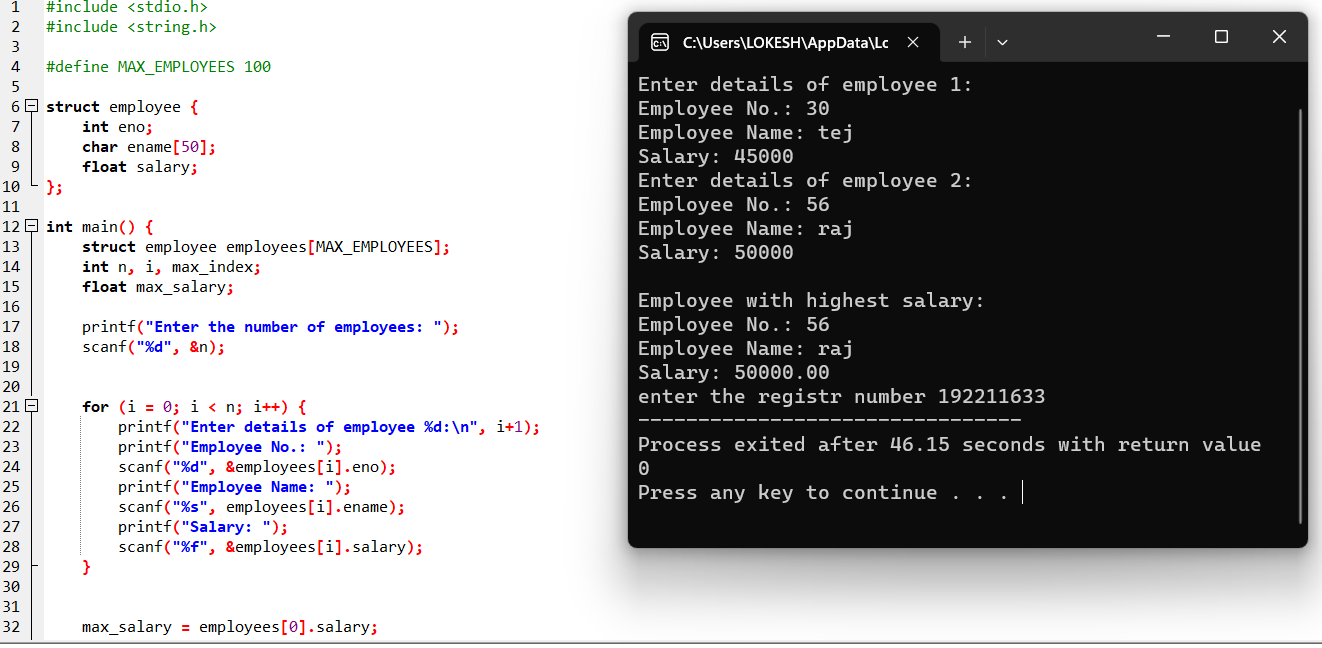 1 #include <stdio.h>
2 #include <string.h>
3
4 #define MAX_EMPLOYEES 100
5
6 struct employee {
7     int eno;
8     char ename[50];
9     float salary;
10 };
11
12 int main() {
13     struct employee employees[MAX_EMPLOYEES];
14     int n, i, max_index;
15     float max_salary;
16
17     printf("Enter the number of employees: ");
18     scanf("%d", &n);
19
20
21     for (i = 0; i < n; i++) {
22         printf("Enter details of employee %d:\n", i+1);
23         printf("Employee No.: ");
24         scanf("%d", &employees[i].eno);
25         printf("Employee Name: ");
26         scanf("%s", employees[i].ename);
27         printf("Salary: ");
28         scanf("%f", &employees[i].salary);
29     }
30
31
32     max_salary = employees[0].salary;
C:\Users\LOKESH\AppData\Lc
Enter details of employee 1:
Employee No.: 30
Employee Name: tej
Salary: 45000
Enter details of employee 2:
Employee No.: 56
Employee Name: raj
Salary: 50000

Employee with highest salary:
Employee No.: 56
Employee Name: raj
Salary: 50000.00
enter the registr number 192211633
--------------------------------
Process exited after 46.15 seconds with return value
0
Press any key to continue . . .